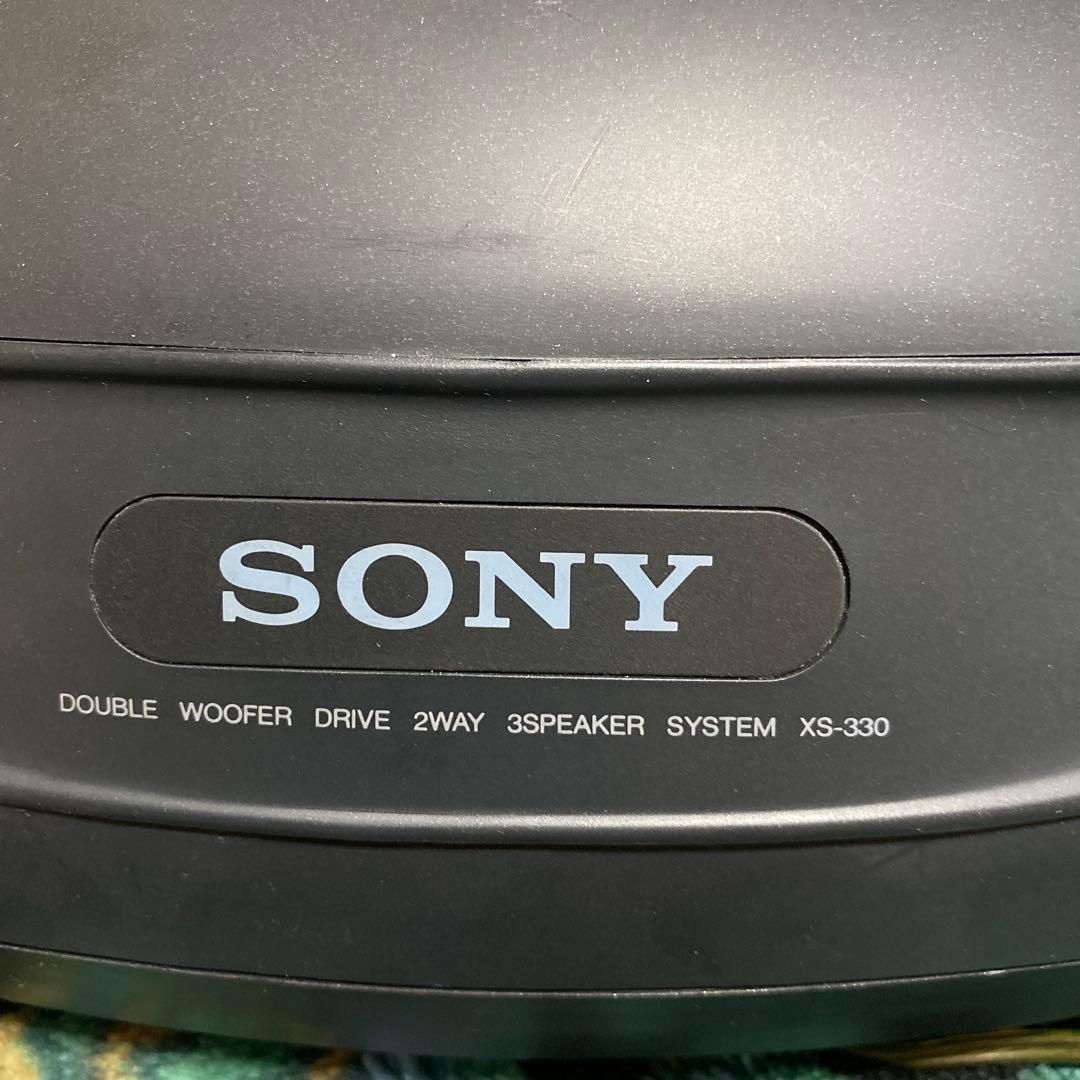 SONY
DOUBLE WOOFER DRIVE 2WAY 3SPEAKER SYSTEM XS-330